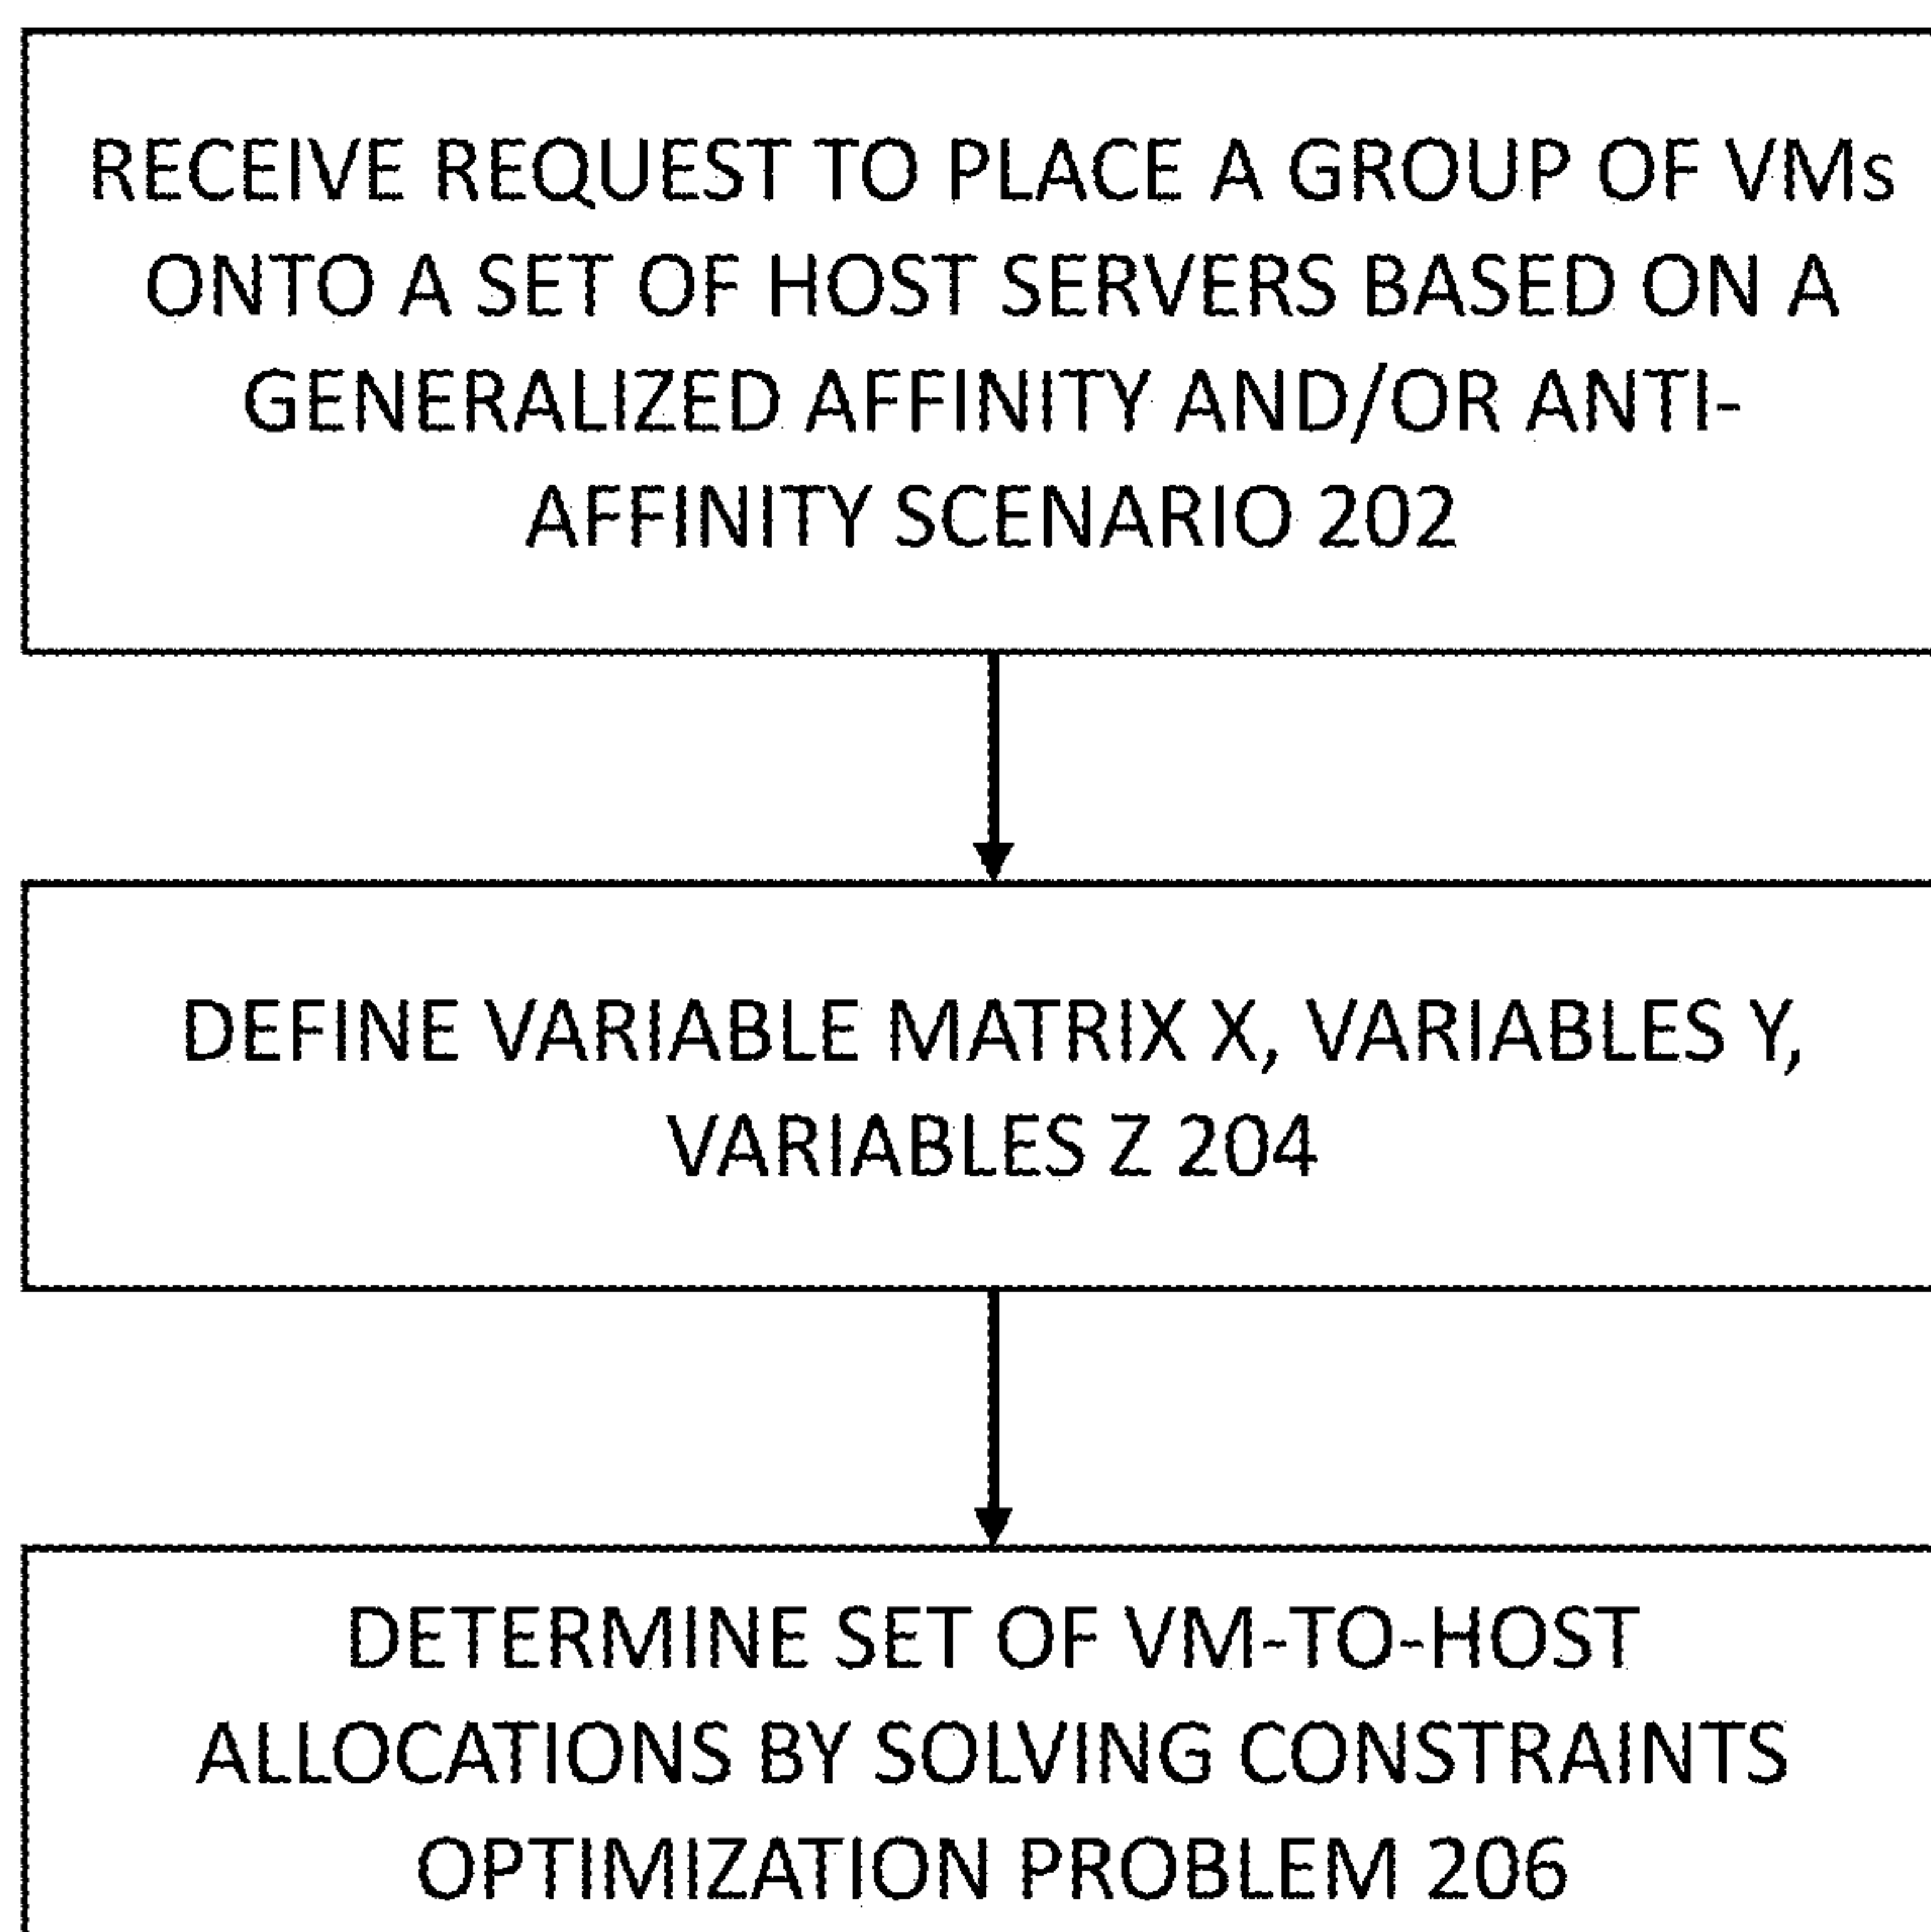 RECEIVE REQUEST TO PLACE A GROUP OF VMs
ONTO A SET OF HOST SERVERS BASED ON A
GENERALIZED AFFINITY AND/OR ANTI-
AFFINITY SCENARIO 202
DEFINE VARIABLE MATRIX X, VARIABLES Y,
VARIABLES Z 204
DETERMINE SET OF VM-TO-HOST
ALLOCATIONS BY SOLVING CONSTRAINTS
OPTIMIZATION PROBLEM 206